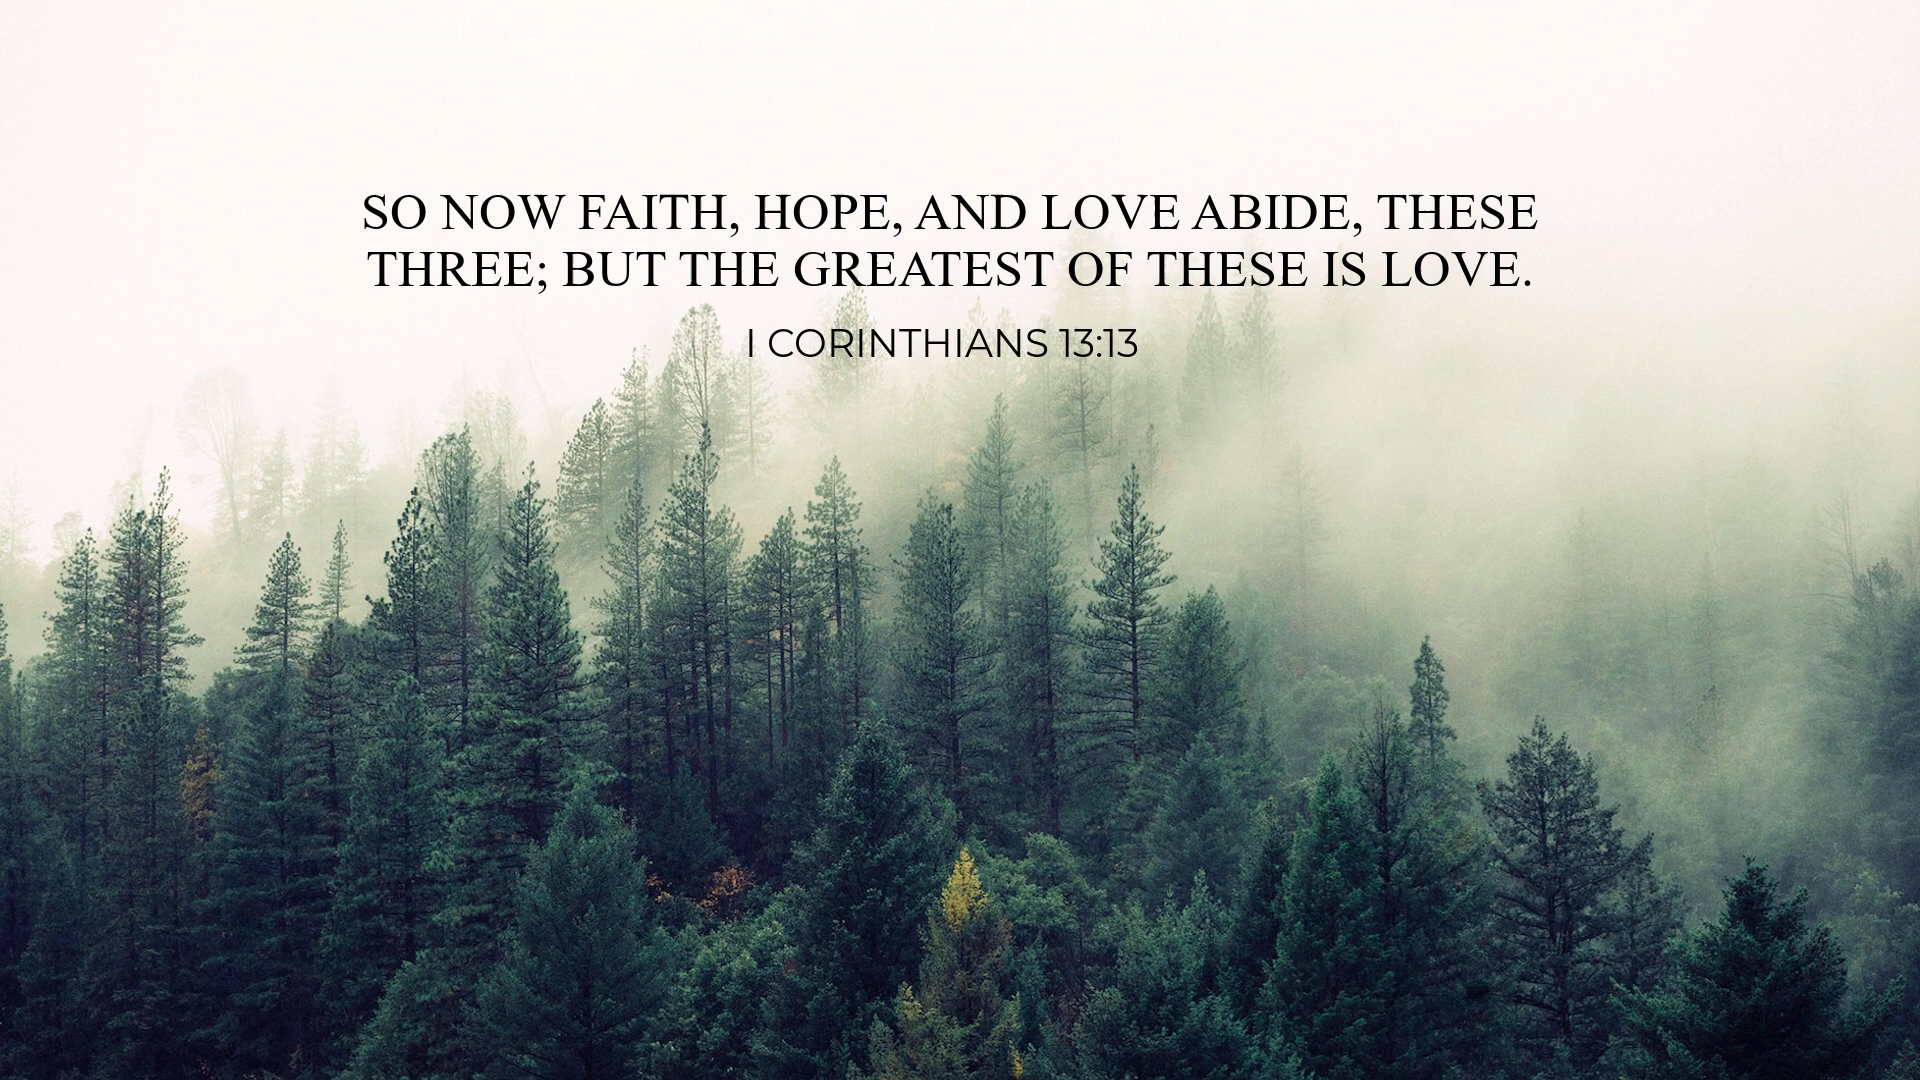 SO NOW FAITH, HOPE, AND LOVE ABIDE, THESE
THREE; BUT THE GREATEST OF THESE IS LOVE.
I CORINTHIANS 13:13